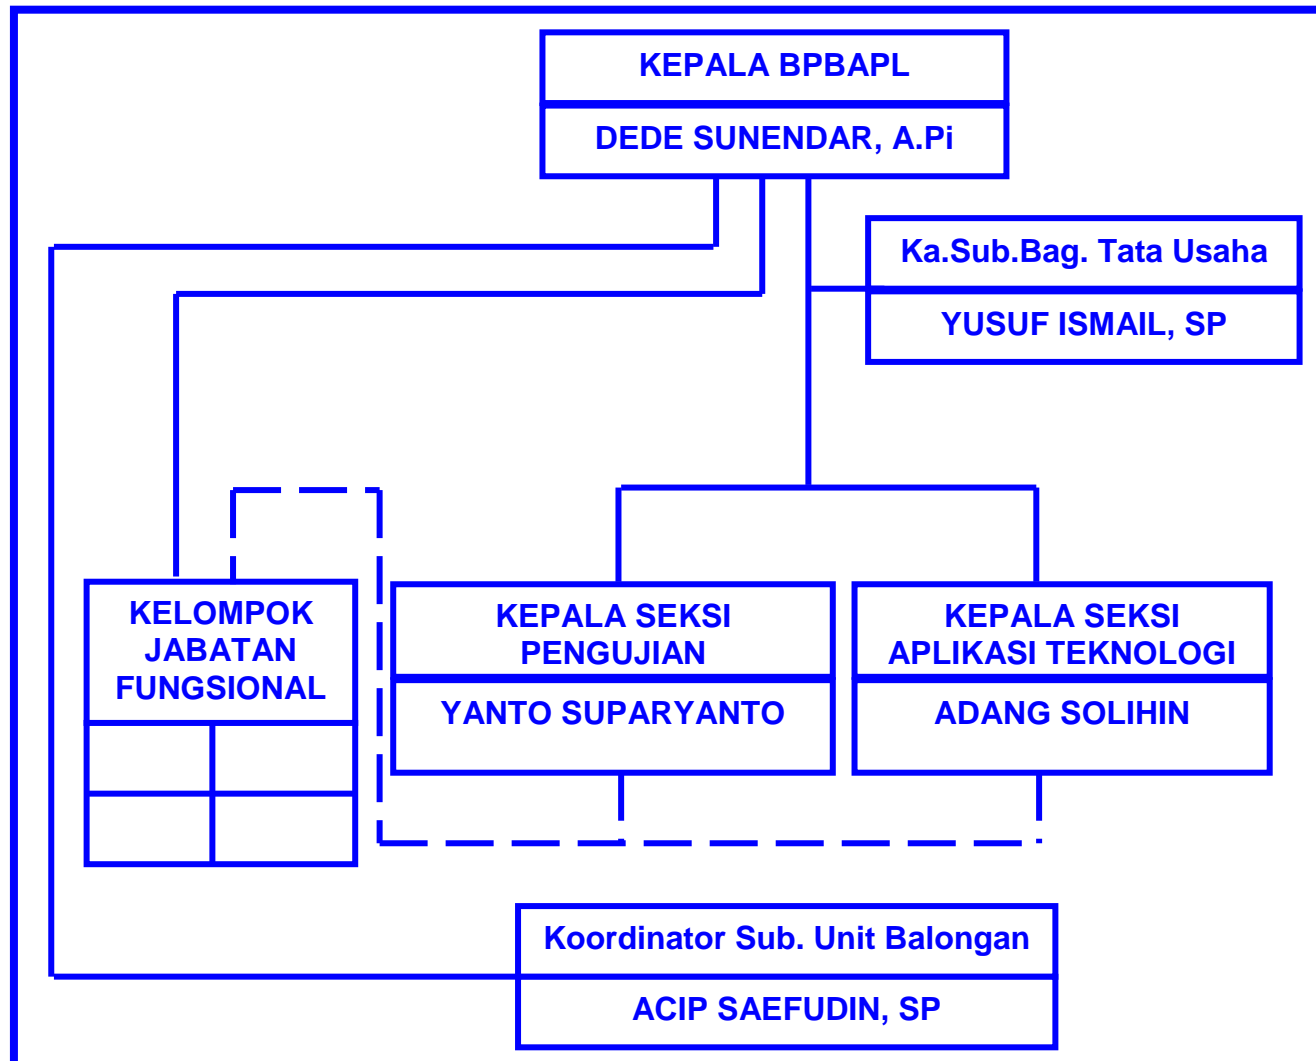 KEPALA BPBAPL
DEDE SUNENDAR, A.Pi
Ka.Sub.Bag. Tata Usaha
YUSUF ISMAIL, SP
KELOMPOK
JABATAN
FUNGSIONAL
KEPALA SEKSI
PENGUJIAN
YANTO SUPARYANTO
KEPALA SEKSI
APLIKASI TEKNOLOGI
ADANG SOLIHIN
Koordinator Sub. Unit Balongan
ACIP SAEFUDIN, SP